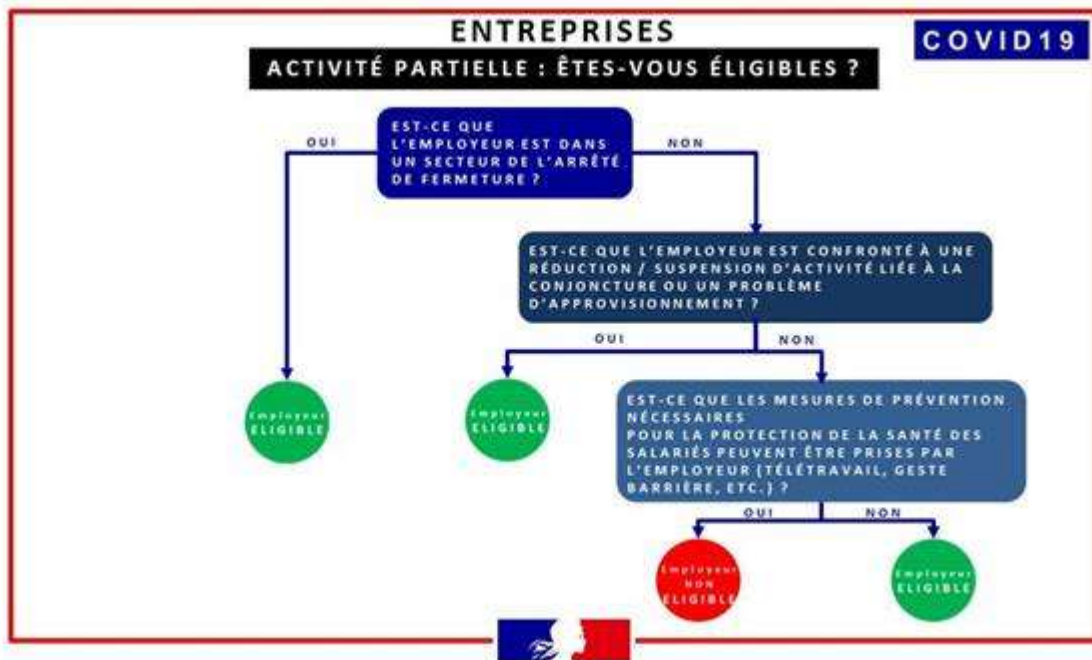 ENTREPRISES
COVID19
ACTIVITÉ PARTIELLE : ÊTES-VOUS ÉLIGIBLES ?
EST-CE QUE
L'EMPLOYEUR EST DANS
UN SECTEUR DE L'ARRÊTÉ
DE FERMETURE ?
OUI
NON
EST-CE QUE L'EMPLOYEUR EST CONFRONTÉ À UNE
RÉDUCTION / SUSPENSION D'ACTIVITÉ LIÉE À LA
CONJONCTURE OU UN PROBLÈME
D'APPROVISIONNEMENT ?
OUI
NON
Employeur
ELIGIBLE
Employeur
ELIGIBLE
EST-CE QUE LES MESURES DE PRÉVENTION
NÉCESSAIRES
POUR LA PROTECTION DE LA SANTÉ DES
SALARIÉS PEUVENT ÊTRE PRISES PAR
L'EMPLOYEUR (TÉLÉTRAVAIL, GESTE
BARRIÈRE, ETC.) ?
OUI
NON
Employeur
NON
ELIGIBLE
Employeur
ELIGIBLE